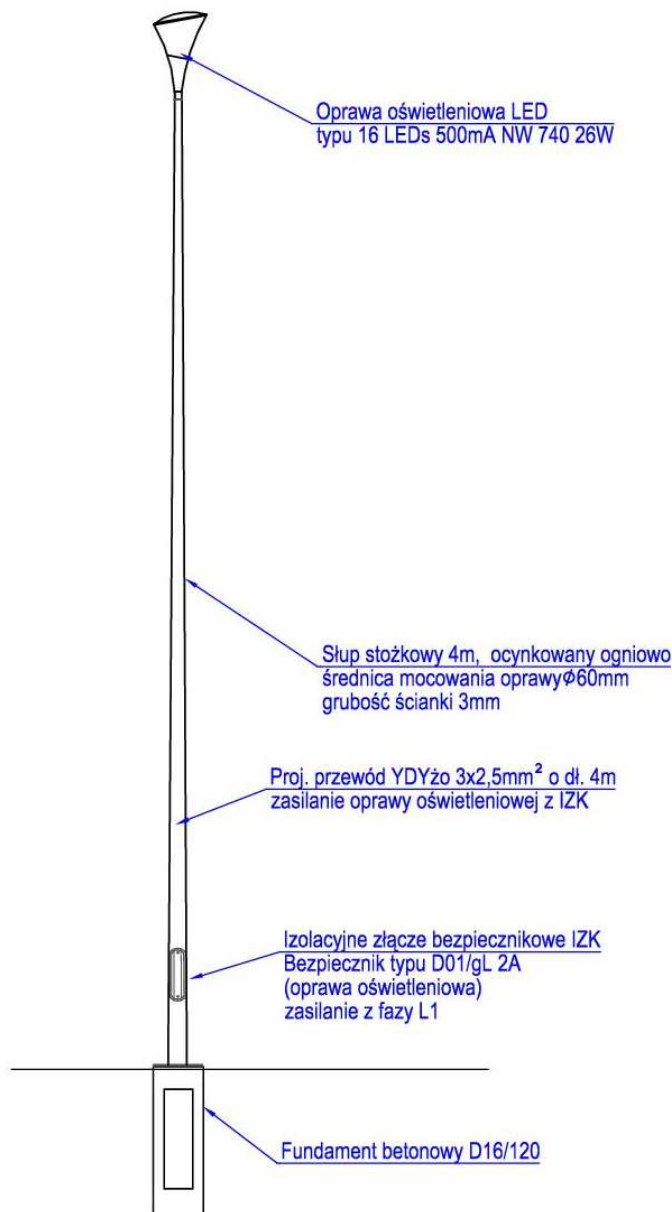 Oprawa oświetleniowa LED
typu 16 LEDs 500mA NW 740 26W
Słup stożkowy 4m, ocynkowany ogniowo
średnica mocowania oprawyϕ60mm
grubość ścianki 3mm
Proj. przewód YDYżo 3x2,5mm² o dł. 4m
zasilanie oprawy oświetleniowej z IZK
Izolacyjne złącze bezpiecznikowe IZK
Bezpiecznik typu D01/gL 2A
(oprawa oświetleniowa)
zasilanie z fazy L1
Fundament betonowy D16/120